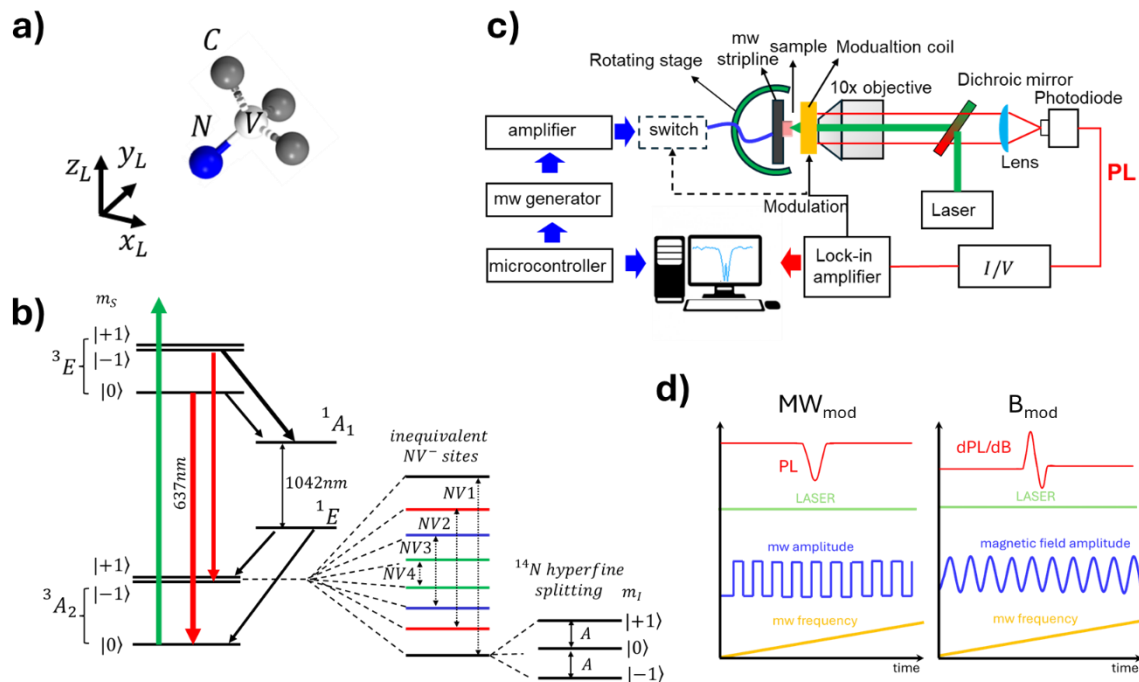 a)
C
N
V
z_L
y_L
x_L
b)
m_S
|+1⟩
|−1⟩
|0⟩
³E
637nm
¹A₁
1042nm
¹E
|+1⟩
|−1⟩
|0⟩
³A₂
inequivalent
NV⁻ sites
NV1
NV2
NV3
NV4
¹⁴N hyperfine
splitting
m_I
|+1⟩
|0⟩
|−1⟩
A
A
c)
Rotating stage
mw
stripline
sample
Modualtion coil
10x objective
Dichroic mirror
Photodiode
amplifier
switch
Lens
PL
mw generator
Modulation
Laser
microcontroller
Lock-in
amplifier
I/V
d)
MW_mod
PL
LASER
mw amplitude
mw frequency
time
B_mod
dPL/dB
LASER
magnetic field amplitude
mw frequency
time